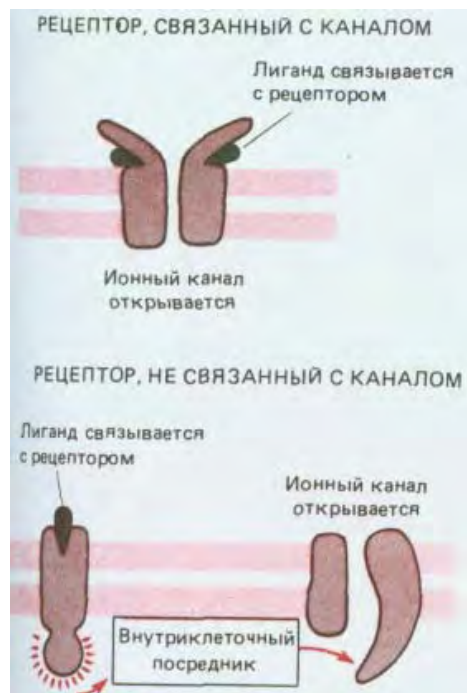 РЕЦЕПТОР, СВЯЗАННЫЙ С КАНАЛОМ
Лиганд связывается
с рецептором
Ионный канал
открывается
РЕЦЕПТОР, НЕ СВЯЗАННЫЙ С КАНАЛОМ
Лиганд связывается
с рецептором
Ионный канал
открывается
Внутриклеточный
посредник